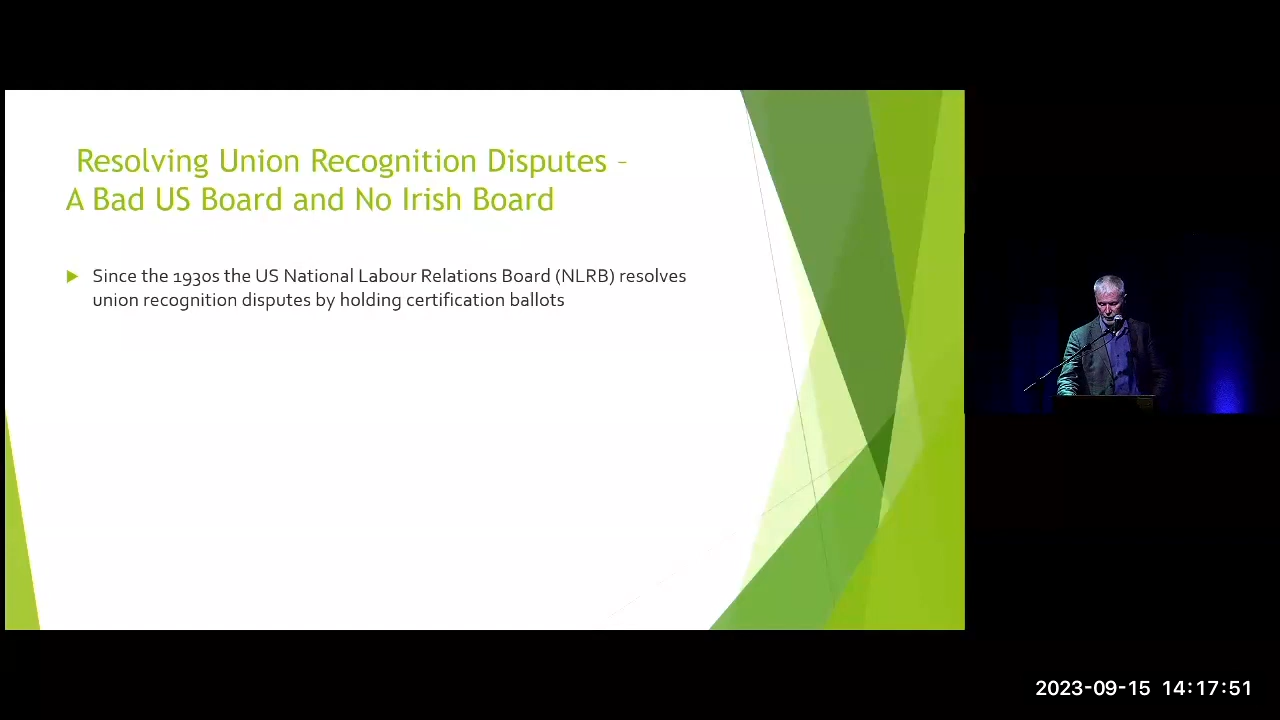 Resolving Union Recognition Disputes –
A Bad US Board and No Irish Board
Since the 1930s the US National Labour Relations Board (NLRB) resolves
union recognition disputes by holding certification ballots
2023-09-15 14:17:51